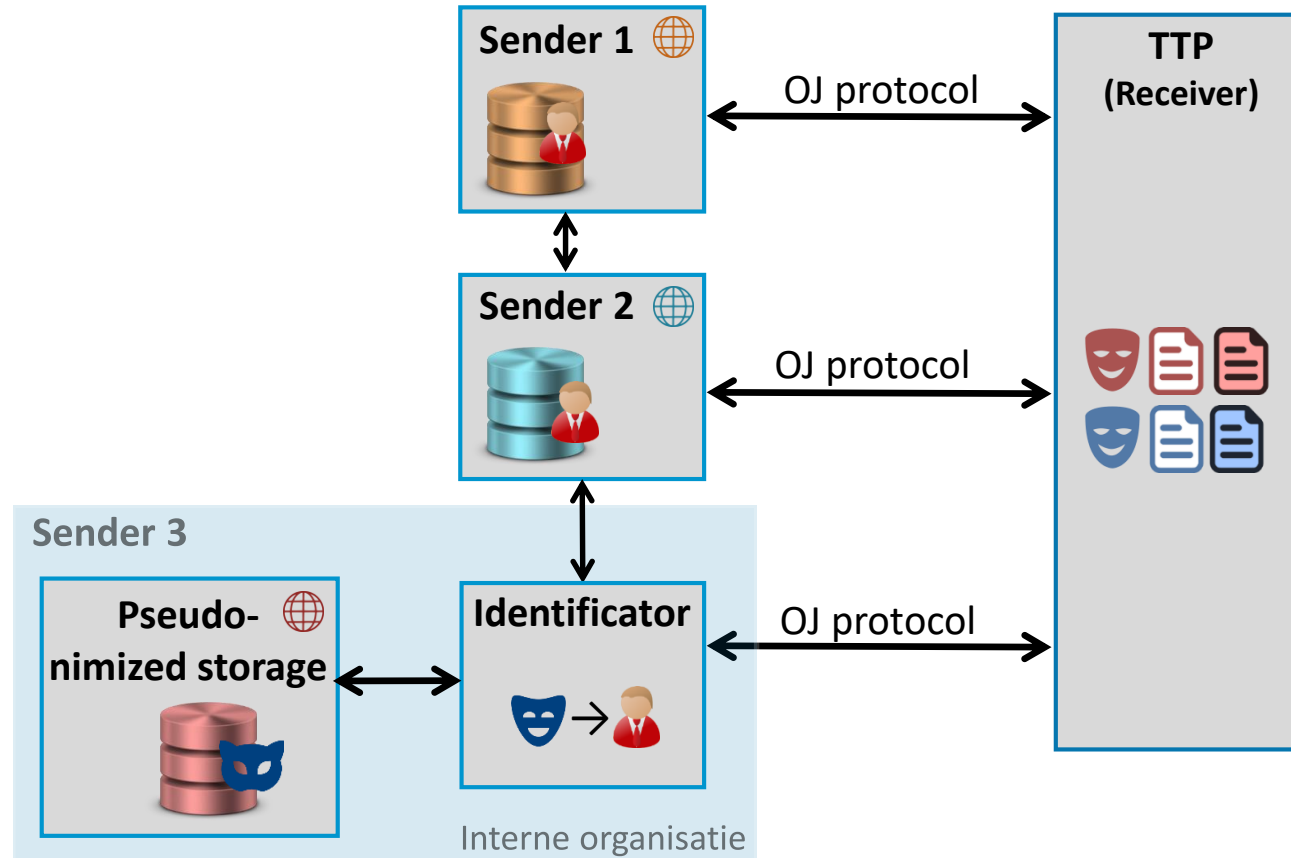 Sender 1
OJ protocol
TTP
(Receiver)
Sender 2
OJ protocol
Sender 3
Pseudo-
nimized storage
Identificator
OJ protocol
Interne organisatie